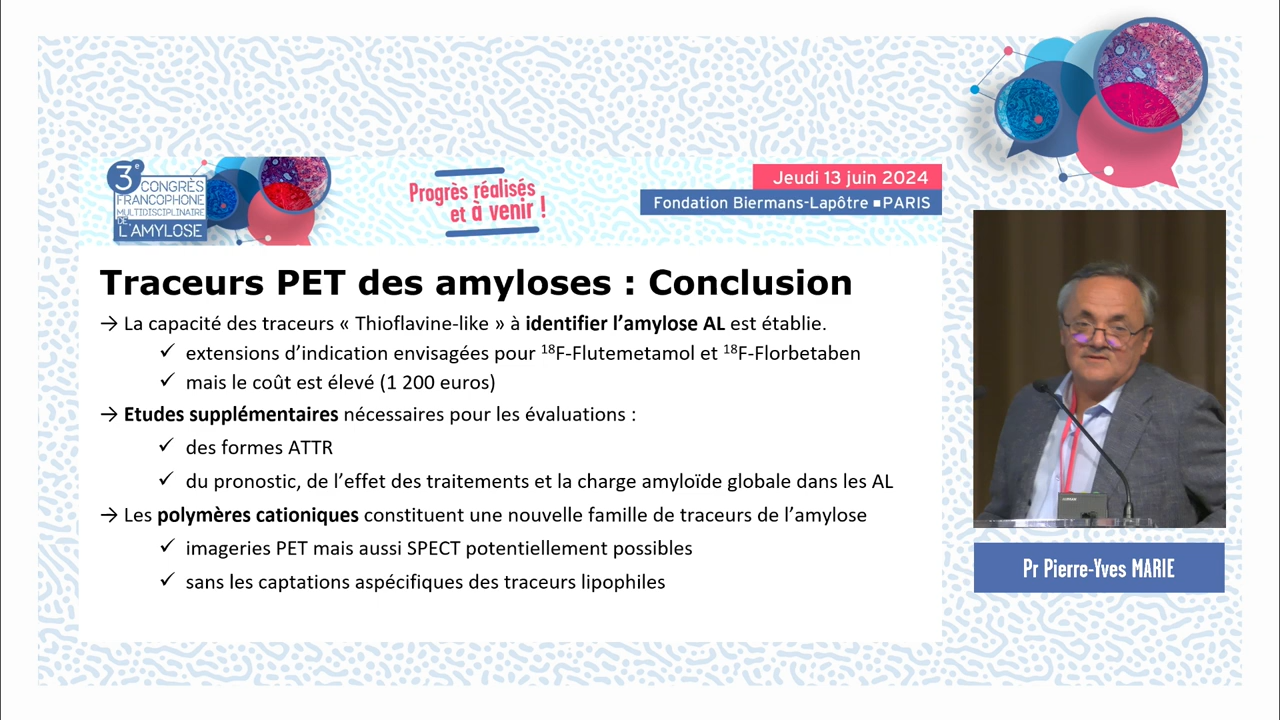 3e
CONGRÈS
FRANCOPHONE
MULTIDISCIPLINAIRE
DE
L'AMYLOSE
Progrès réalisés
et à venir !
Jeudi 13 juin 2024
Fondation Biermans-Lapôtre ■ PARIS
Traceurs PET des amyloses : Conclusion
→ La capacité des traceurs « Thioflavine-like » à identifier l'amylose AL est établie.
✓ extensions d'indication envisagées pour 18F-Flutemetamol et 18F-Florbetaben
✓ mais le coût est élevé (1 200 euros)
→ Etudes supplémentaires nécessaires pour les évaluations :
✓ des formes ATTR
✓ du pronostic, de l'effet des traitements et la charge amyloïde globale dans les AL
→ Les polymères cationiques constituent une nouvelle famille de traceurs de l'amylose
✓ imageries PET mais aussi SPECT potentiellement possibles
✓ sans les captations aspécifiques des traceurs lipophiles
Pr Pierre-Yves MARIE